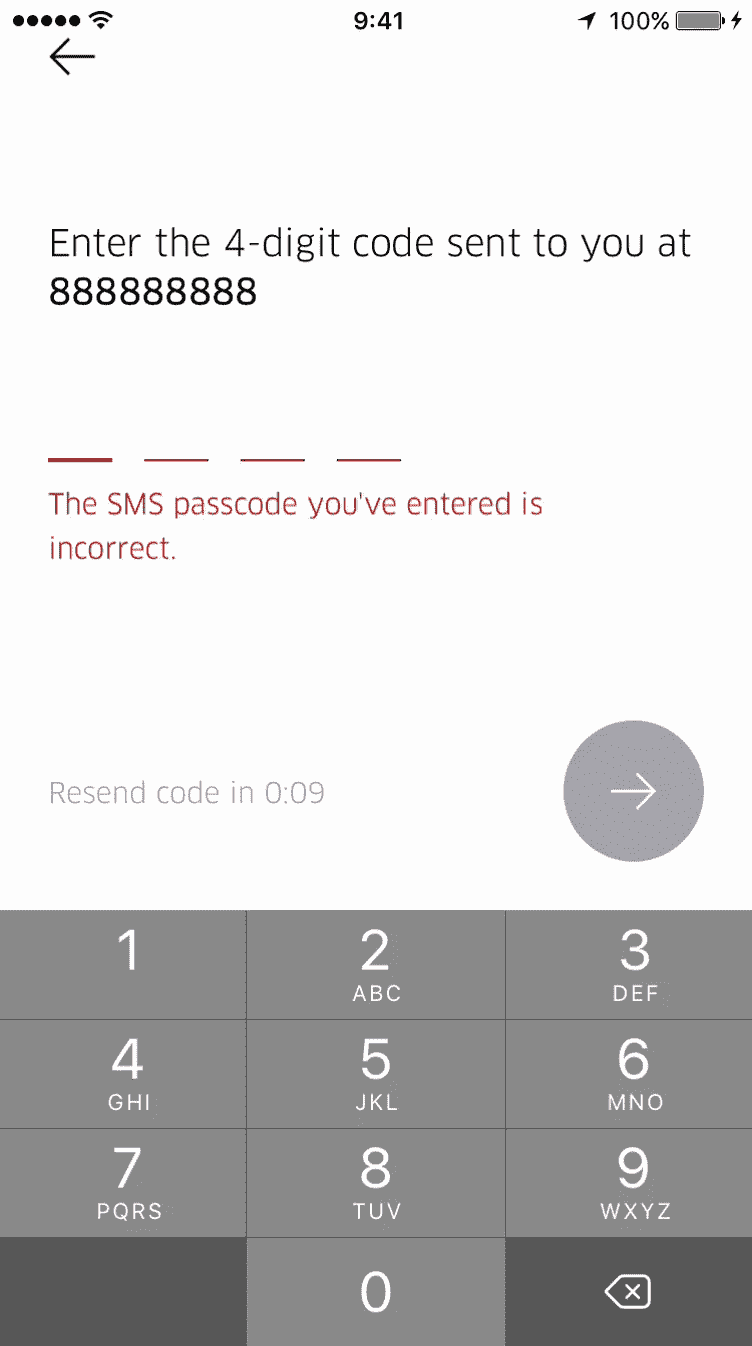 9:41 100%
Enter the 4-digit code sent to you at
888888888
The SMS passcode you've entered is
incorrect.
Resend code in 0:09
1 2 3
ABC DEF
4 5 6
GHI JKL MNO
7 8 9
PQRS TUV WXYZ
0